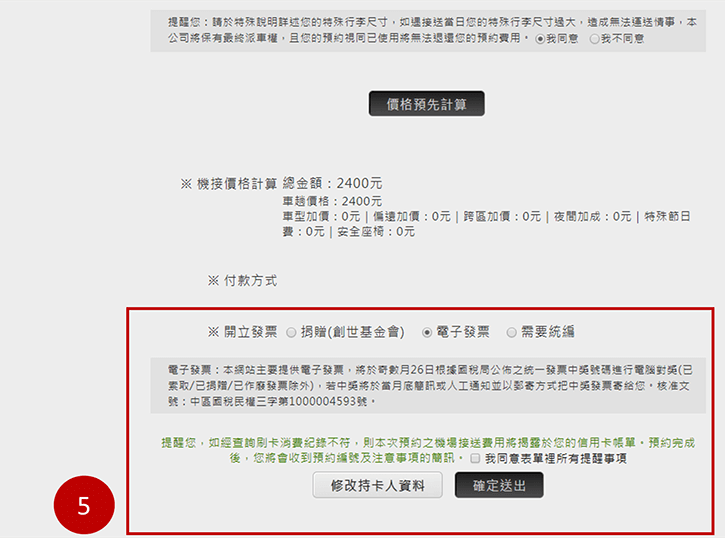 提醒您：請於特殊說明詳述您的特殊行李尺寸，如遇接送當日您的特殊行李尺寸過大，造成無法運送情事，本
公司將保有最終派車權，且您的預約視同已使用將無法退還您的預約費用。 我同意 我不同意
價格預先計算
※ 機接價格計算 總金額：2400元
車趟價格：2400元
車型加價：0元 | 偏遠加價：0元 | 跨區加價：0元 | 夜間加成：0元 | 特殊節日
費：0元 | 安全座椅：0元
※ 付款方式
※ 開立發票 捐贈(創世基金會) 電子發票 需要統編
電子發票：本網站主要提供電子發票，將於奇數月26日根據國稅局公佈之統一發票中獎號碼進行電腦對獎(已
索取/已捐贈/已作廢發票除外)，若中獎將於當月底簡訊或人工通知並以郵寄方式把中獎發票寄給您。核准文
號：中區國稅民權三字第1000004593號。
提醒您，如經查詢刷卡消費紀錄不符，則本次預約之機場接送費用將揭露於您的信用卡帳單。預約完成
後，您將會收到預約編號及注意事項的簡訊。 我同意表單裡所有提醒事項
修改持卡人資料 確定送出
5